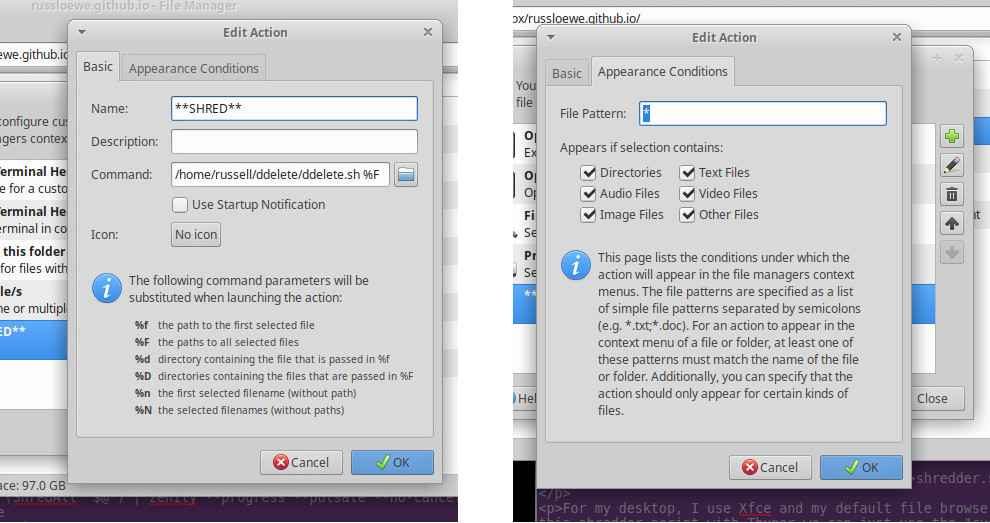 russloewe.github.io - File Manager
Edit Action
Basic
Appearance Conditions
Name:
**SHRED**
Description:
Command:
/home/russell/ddelete/ddelete.sh %F
Use Startup Notification
Icon:
No icon
The following command parameters will be
substituted when launching the action:
%f the path to the first selected file
%F the paths to all selected files
%d directory containing the file that is passed in %f
%D directories containing the files that are passed in %F
%n the first selected filename (without path)
%N the selected filenames (without paths)
Cancel
OK
ewe.github.io
configure cus
agers contex
erminal He
e for a custo
erminal He
erminal in co
this folder
for files with
le/s
ne or multipl
ED**
ace: 97.0 GB
(ShredAll "$@") | zenity --progress --pulsate --no-cance
ox/russloewe.github.io/
Edit Action
Basic
Appearance Conditions
File Pattern:
*
Appears if selection contains:
Directories
Text Files
Audio Files
Video Files
Image Files
Other Files
This page lists the conditions under which the
action will appear in the file managers context
menus. The file patterns are specified as a list
of simple file patterns separated by semicolons
(e.g. *.txt;*.doc). For an action to appear in the
context menu of a file or folder, at least one of
these patterns must match the name of the file
or folder. Additionally, you can specify that the
action should only appear for certain kinds of
files.
Cancel
OK
You
file
Op
Ex
Op
Op
Fi
Se
Pr
Se
**
Hel
Close
nt
>shredder.s
</p>
<p>For my desktop, I use Xfce and my default file browse